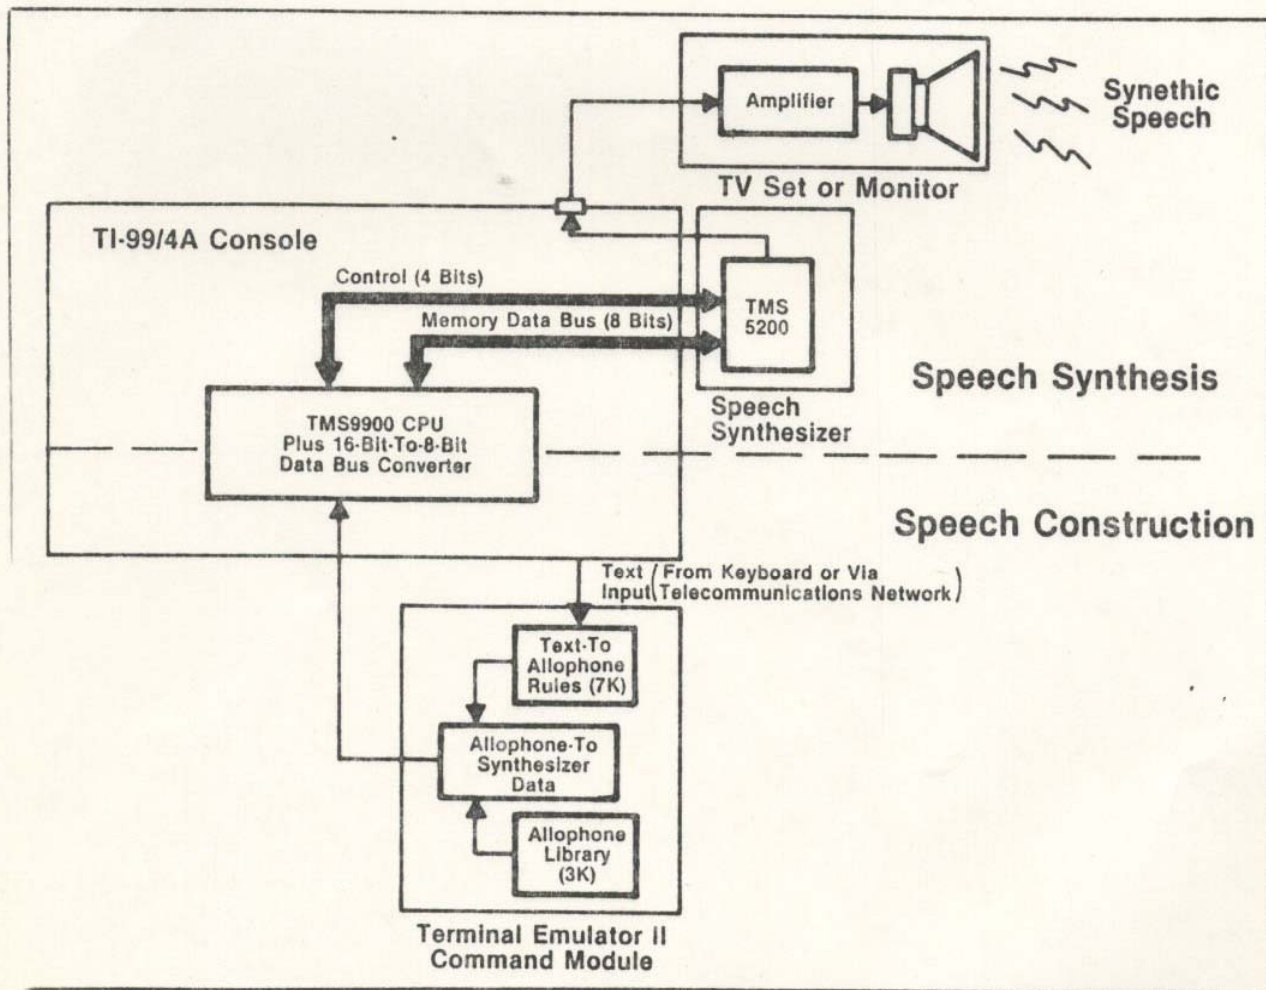 Amplifier
Synethic
Speech
TV Set or Monitor
TI-99/4A Console
Control (4 Bits)
TMS
5200
Memory Data Bus (8 Bits)
Speech Synthesis
Speech
Synthesizer
TMS9900 CPU
Plus 16-Bit-To-8-Bit
Data Bus Converter
Speech Construction
Text (From Keyboard or Via
Input (Telecommunications Network)
Text-To
Allophone
Rules (7K)
Allophone-To
Synthesizer
Data
Allophone
Library
(3K)
Terminal Emulator II
Command Module